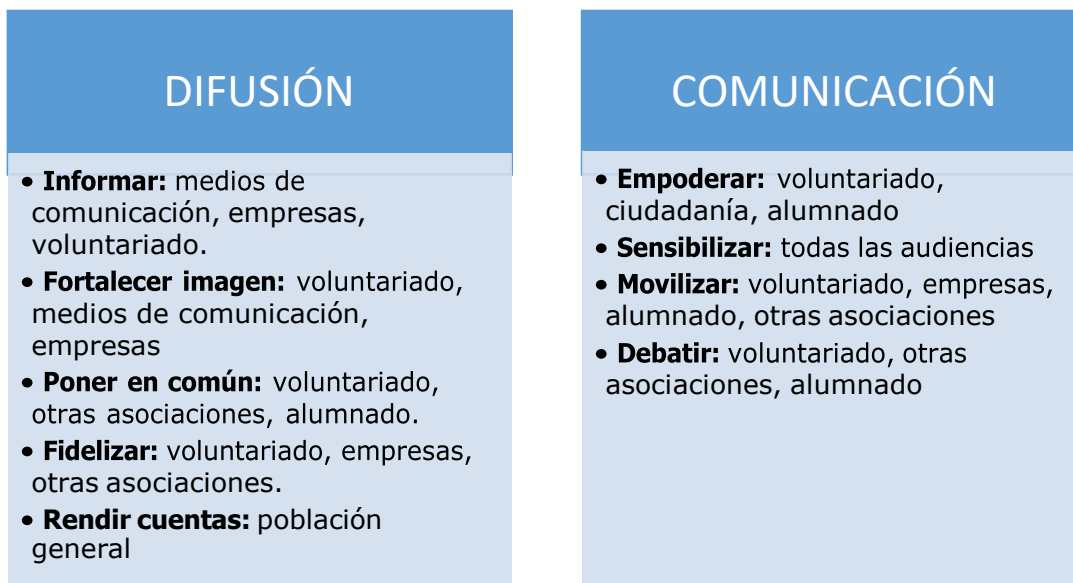 DIFUSIÓN
• Informar: medios de
comunicación, empresas,
voluntariado.
• Fortalecer imagen: voluntariado,
medios de comunicación,
empresas
• Poner en común: voluntariado,
otras asociaciones, alumnado.
• Fidelizar: voluntariado, empresas,
otras asociaciones.
• Rendir cuentas: población
general
COMUNICACIÓN
• Empoderar: voluntariado,
ciudadanía, alumnado
• Sensibilizar: todas las audiencias
• Movilizar: voluntariado, empresas,
alumnado, otras asociaciones
• Debatir: voluntariado, otras
asociaciones, alumnado